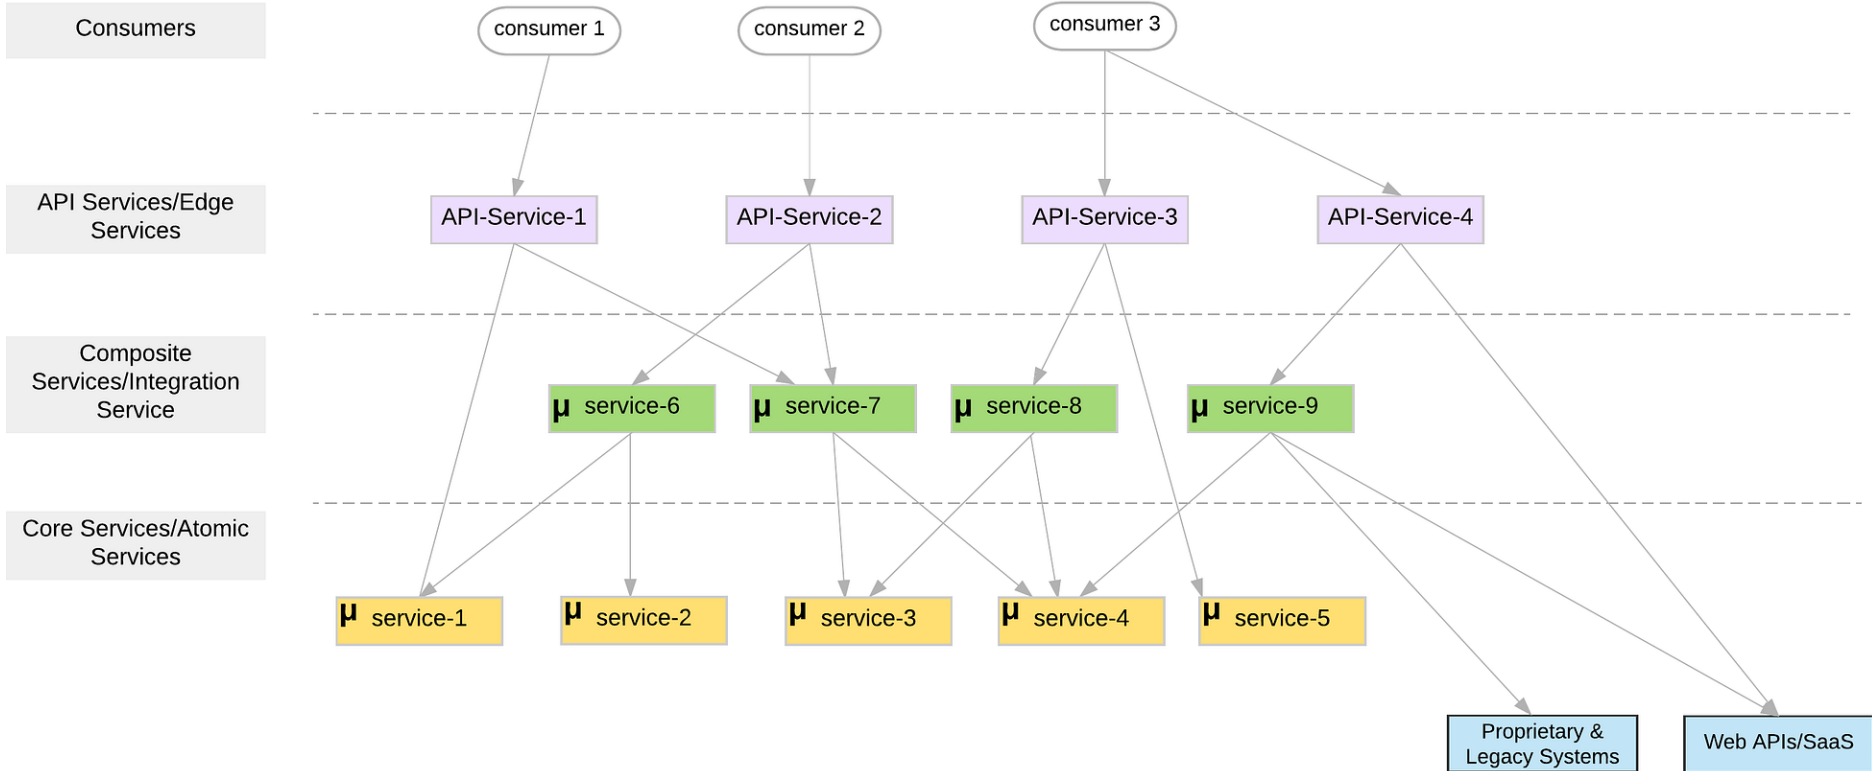 Consumers
consumer 1
consumer 2
consumer 3
API Services/Edge
Services
API-Service-1
API-Service-2
API-Service-3
API-Service-4
Composite
Services/Integration
Service
μ service-6
μ service-7
μ service-8
μ service-9
Core Services/Atomic
Services
μ service-1
μ service-2
μ service-3
μ service-4
μ service-5
Proprietary &
Legacy Systems
Web APIs/SaaS